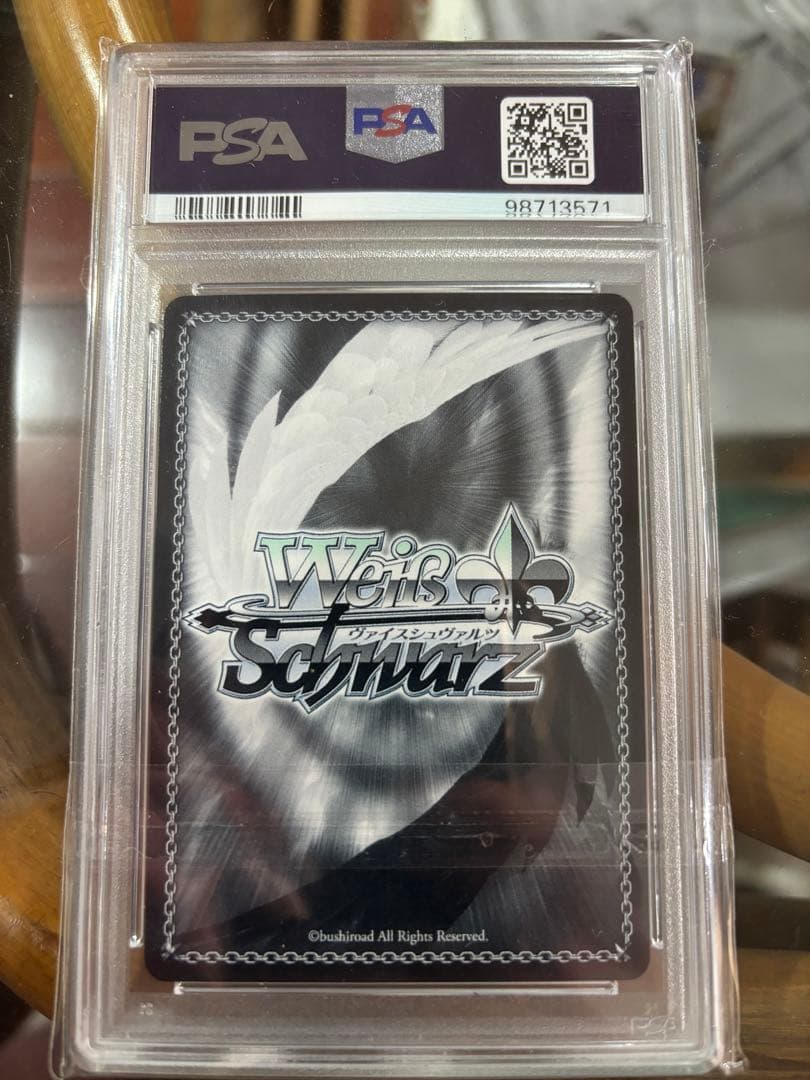 PSA
PSA
98713571
Weiß
ヴァイスシュヴァルツ
Schwarz
©bushiroad All Rights Reserved.
PSA